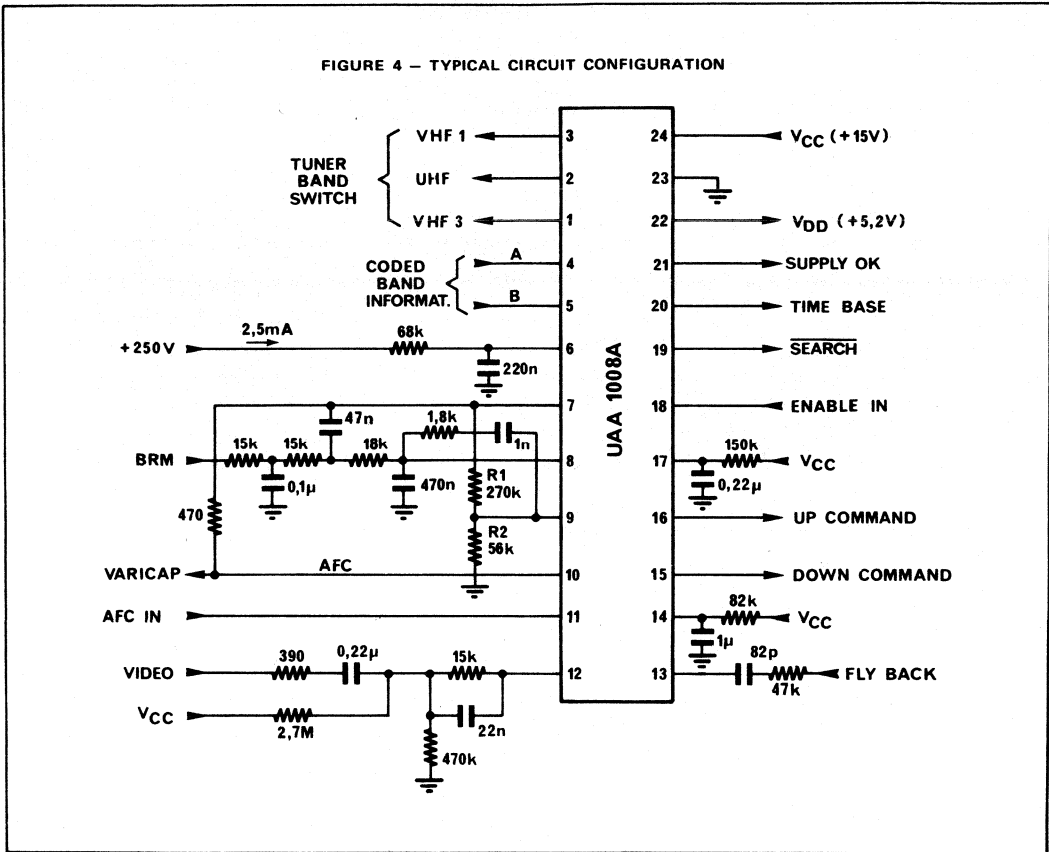 FIGURE 4 – TYPICAL CIRCUIT CONFIGURATION
TUNER
BAND
SWITCH
VHF 1
UHF
VHF 3
CODED
BAND
INFORMAT.
A
B
+250V
2,5mA
68k
220n
47n
1,8k
1n
BRM
15k
15k
18k
0,1µ
470n
R1
270k
470
R2
56k
VARICAP
AFC
AFC IN
VIDEO
390
0,22µ
15k
VCC
2,7M
22n
470k
3
2
1
4
5
6
7
8
9
10
11
12
UAA 1008A
24
23
22
21
20
19
18
17
16
15
14
13
VCC (+15V)
VDD (+5,2V)
SUPPLY OK
TIME BASE
SEARCH
ENABLE IN
150k
VCC
0,22µ
UP COMMAND
DOWN COMMAND
82k
VCC
1µ
82p
47k
FLY BACK